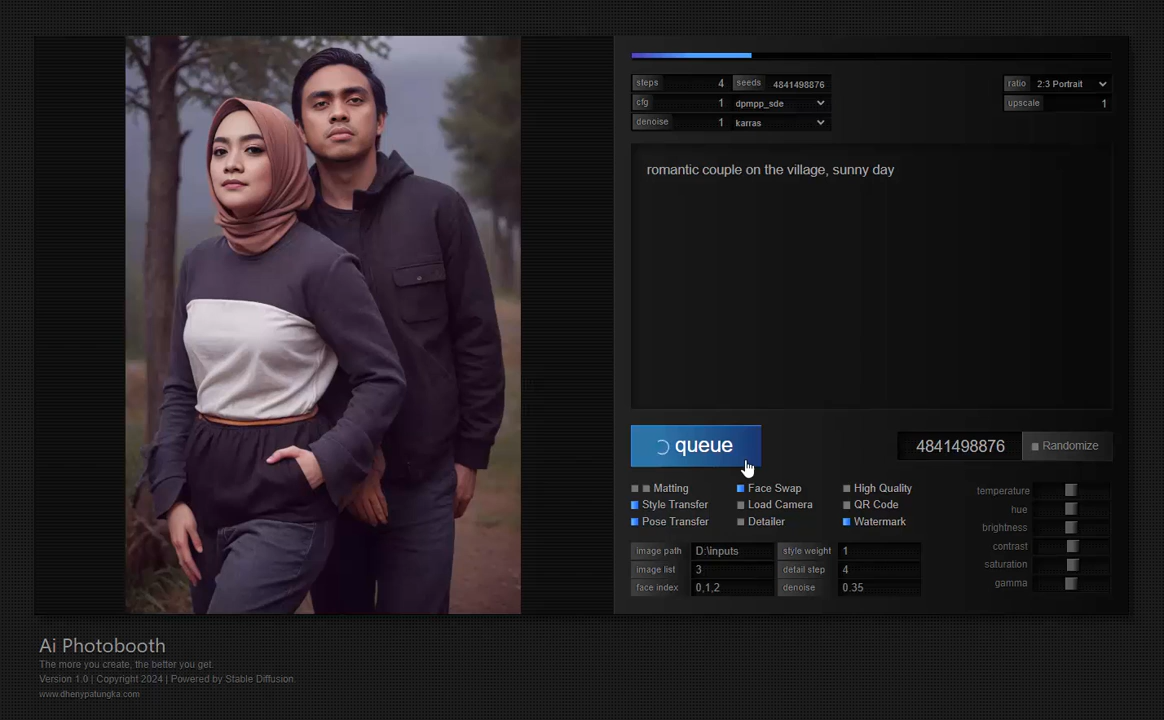 steps 4 seeds 4841498876 ratio 2:3 Portrait
cfg 1 dpmpp_sde upscale 1
denoise 1 karras
romantic couple on the village, sunny day
queue 4841498876 Randomize
Matting Face Swap High Quality temperature
Style Transfer Load Camera QR Code hue
Pose Transfer Detailer Watermark brightness
contrast
image path D:\inputs style weight 1
image list 3 detail step 4 saturation
face index 0,1,2 denoise 0.35 gamma
Ai Photobooth
The more you create, the better you get.
Version 1.0 | Copyright 2024 | Powered by Stable Diffusion.
www.dhenypatungka.com